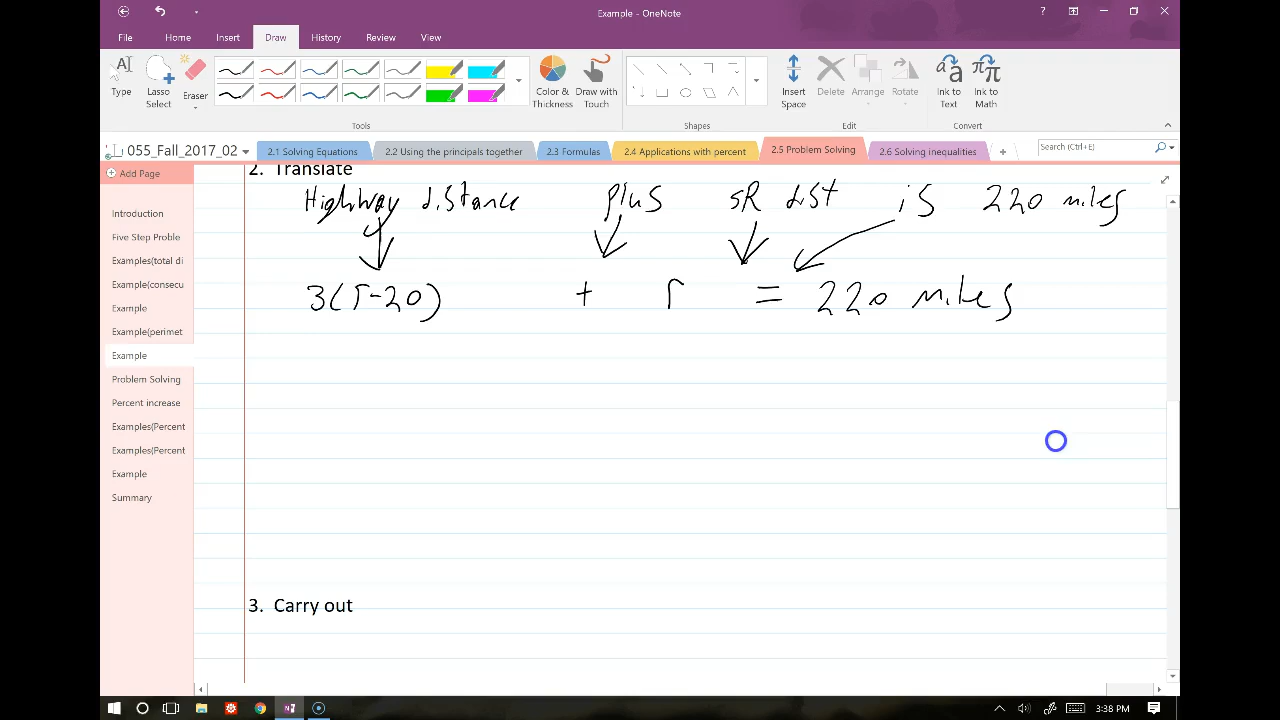 Example - OneNote
?
File Home Insert Draw History Review View
Type
Lasso Select
Eraser
Color & Thickness
Draw with Touch
Insert Space
Delete
Arrange
Rotate
Ink to Text
Ink to Math
Tools
Shapes
Edit
Convert
055_Fall_2017_02
2.1 Solving Equations
2.2 Using the principals together
2.3 Formulas
2.4 Applications with percent
2.5 Problem Solving
2.6 Solving inequalities
Search (Ctrl+E)
Add Page
Introduction
Five Step Proble
Examples(total di
Example(consecu
Example
Example(perimet
Example
Problem Solving
Percent increase
Examples(Percent
Examples(Percent
Example
Summary
2. Translate
Highway distance plus SR dist is 220 miles
3(r-20) + r = 220 miles
3. Carry out
3:38 PM